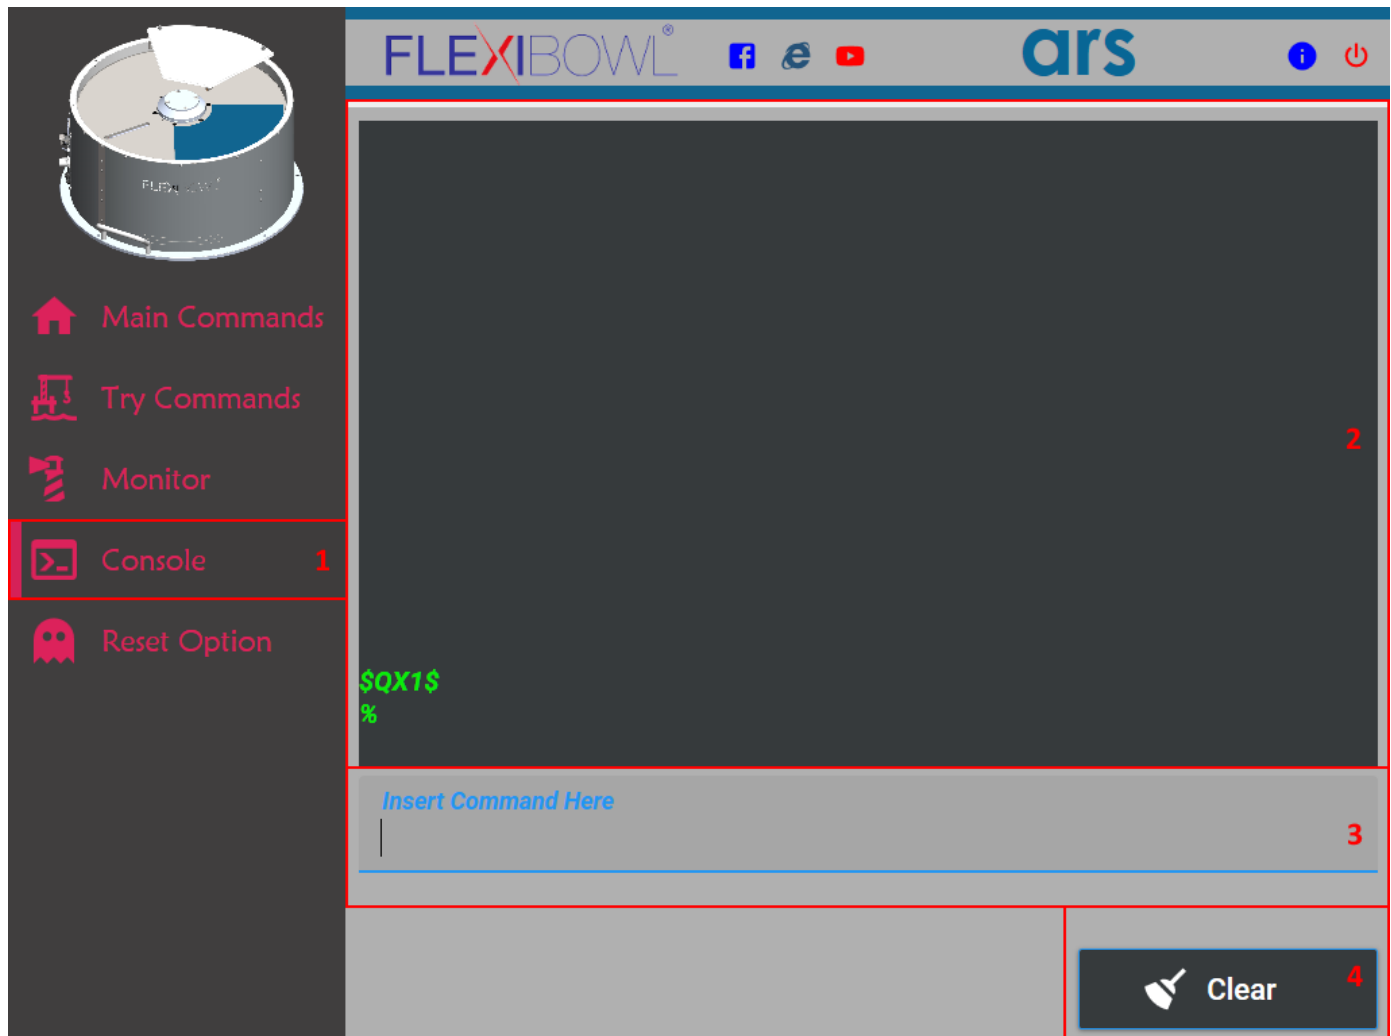 FLEXIBOWL®
ars
Main Commands
Try Commands
Monitor
2
Console 1
Reset Option
$QX1$
%
Insert Command Here
3
Clear 4